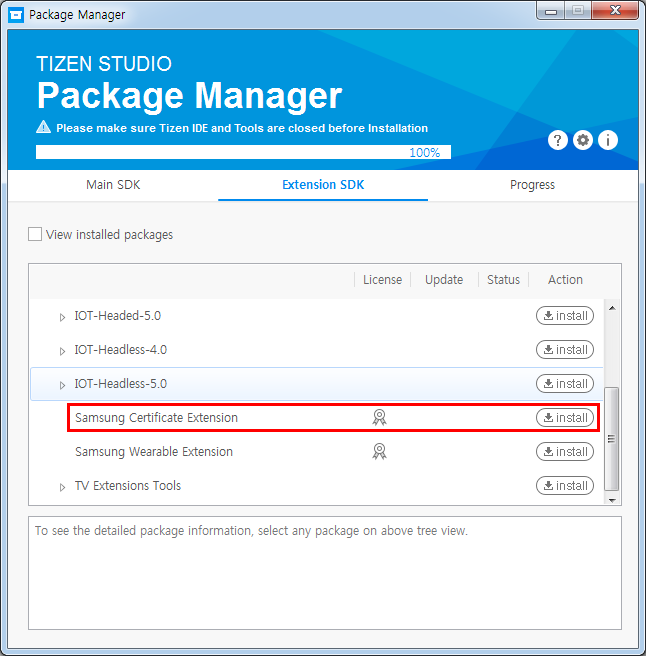 Package Manager
TIZEN STUDIO
Package Manager
Please make sure Tizen IDE and Tools are closed before Installation
100%
Main SDK Extension SDK Progress
View installed packages
License Update Status Action
IOT-Headed-5.0 install
IOT-Headless-4.0 install
IOT-Headless-5.0 install
Samsung Certificate Extension install
Samsung Wearable Extension install
TV Extensions Tools install
To see the detailed package information, select any package on above tree view.